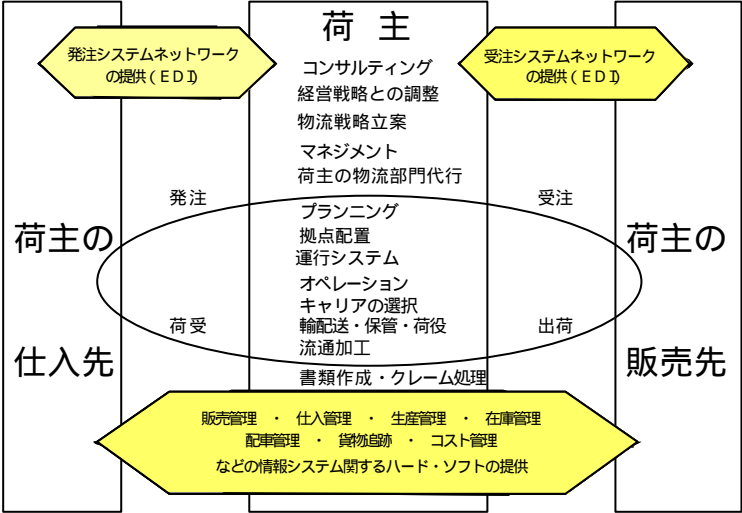 荷 主
発注システムネットワーク
の提供(EDI)
受注システムネットワーク
の提供(EDI)
コンサルティング
経営戦略との調整
物流戦略立案
マネジメント
荷主の物流部門代行
発注
受注
プランニング
荷主の
拠点配置
荷主の
運行システム
オペレーション
キャリアの選択
荷受
輸配送・保管・荷役
出荷
流通加工
仕入先
販売先
書類作成・クレーム処理
販売管理 ・ 仕入管理 ・ 生産管理 ・ 在庫管理
配車管理 ・ 貨物追跡 ・ コスト管理
などの情報システム関するハード・ソフトの提供